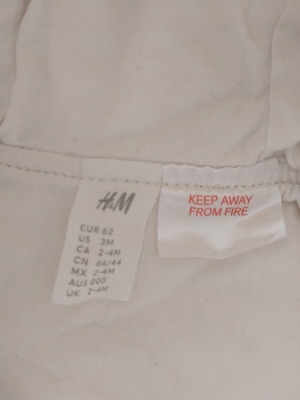 H&M
EUR 62
US 3M
CA 2-4M
CN 66/44
MX 2-4M
AUS 000
UK 2-4M
KEEP AWAY
FROM FIRE